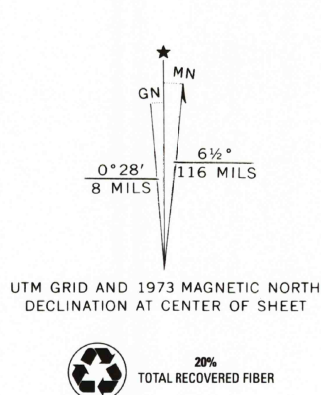 MN
GN
6½°
116 MILS
0°28′
8 MILS
UTM GRID AND 1973 MAGNETIC NORTH
DECLINATION AT CENTER OF SHEET
20%
TOTAL RECOVERED FIBER